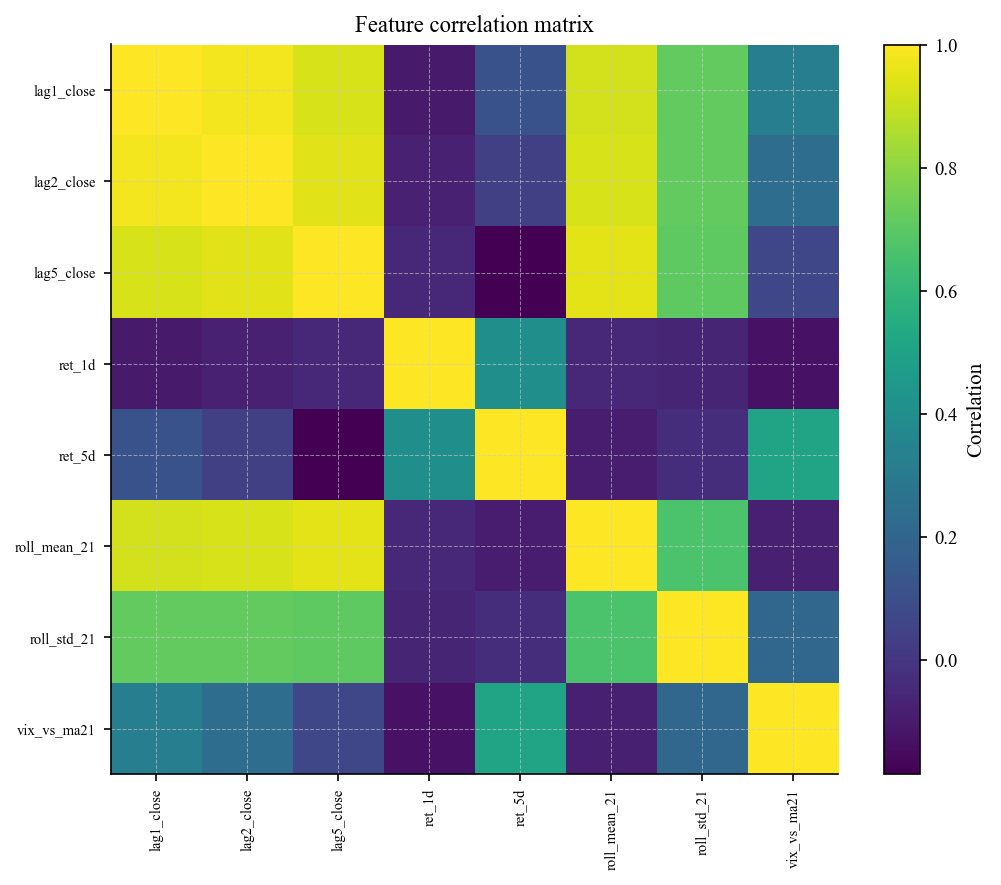 Feature correlation matrix
lag1_close
lag2_close
lag5_close
ret_1d
ret_5d
roll_mean_21
roll_std_21
vix_vs_ma21
lag1_close
lag2_close
lag5_close
ret_1d
ret_5d
roll_mean_21
roll_std_21
vix_vs_ma21
1.0
0.8
0.6
0.4
0.2
0.0
Correlation